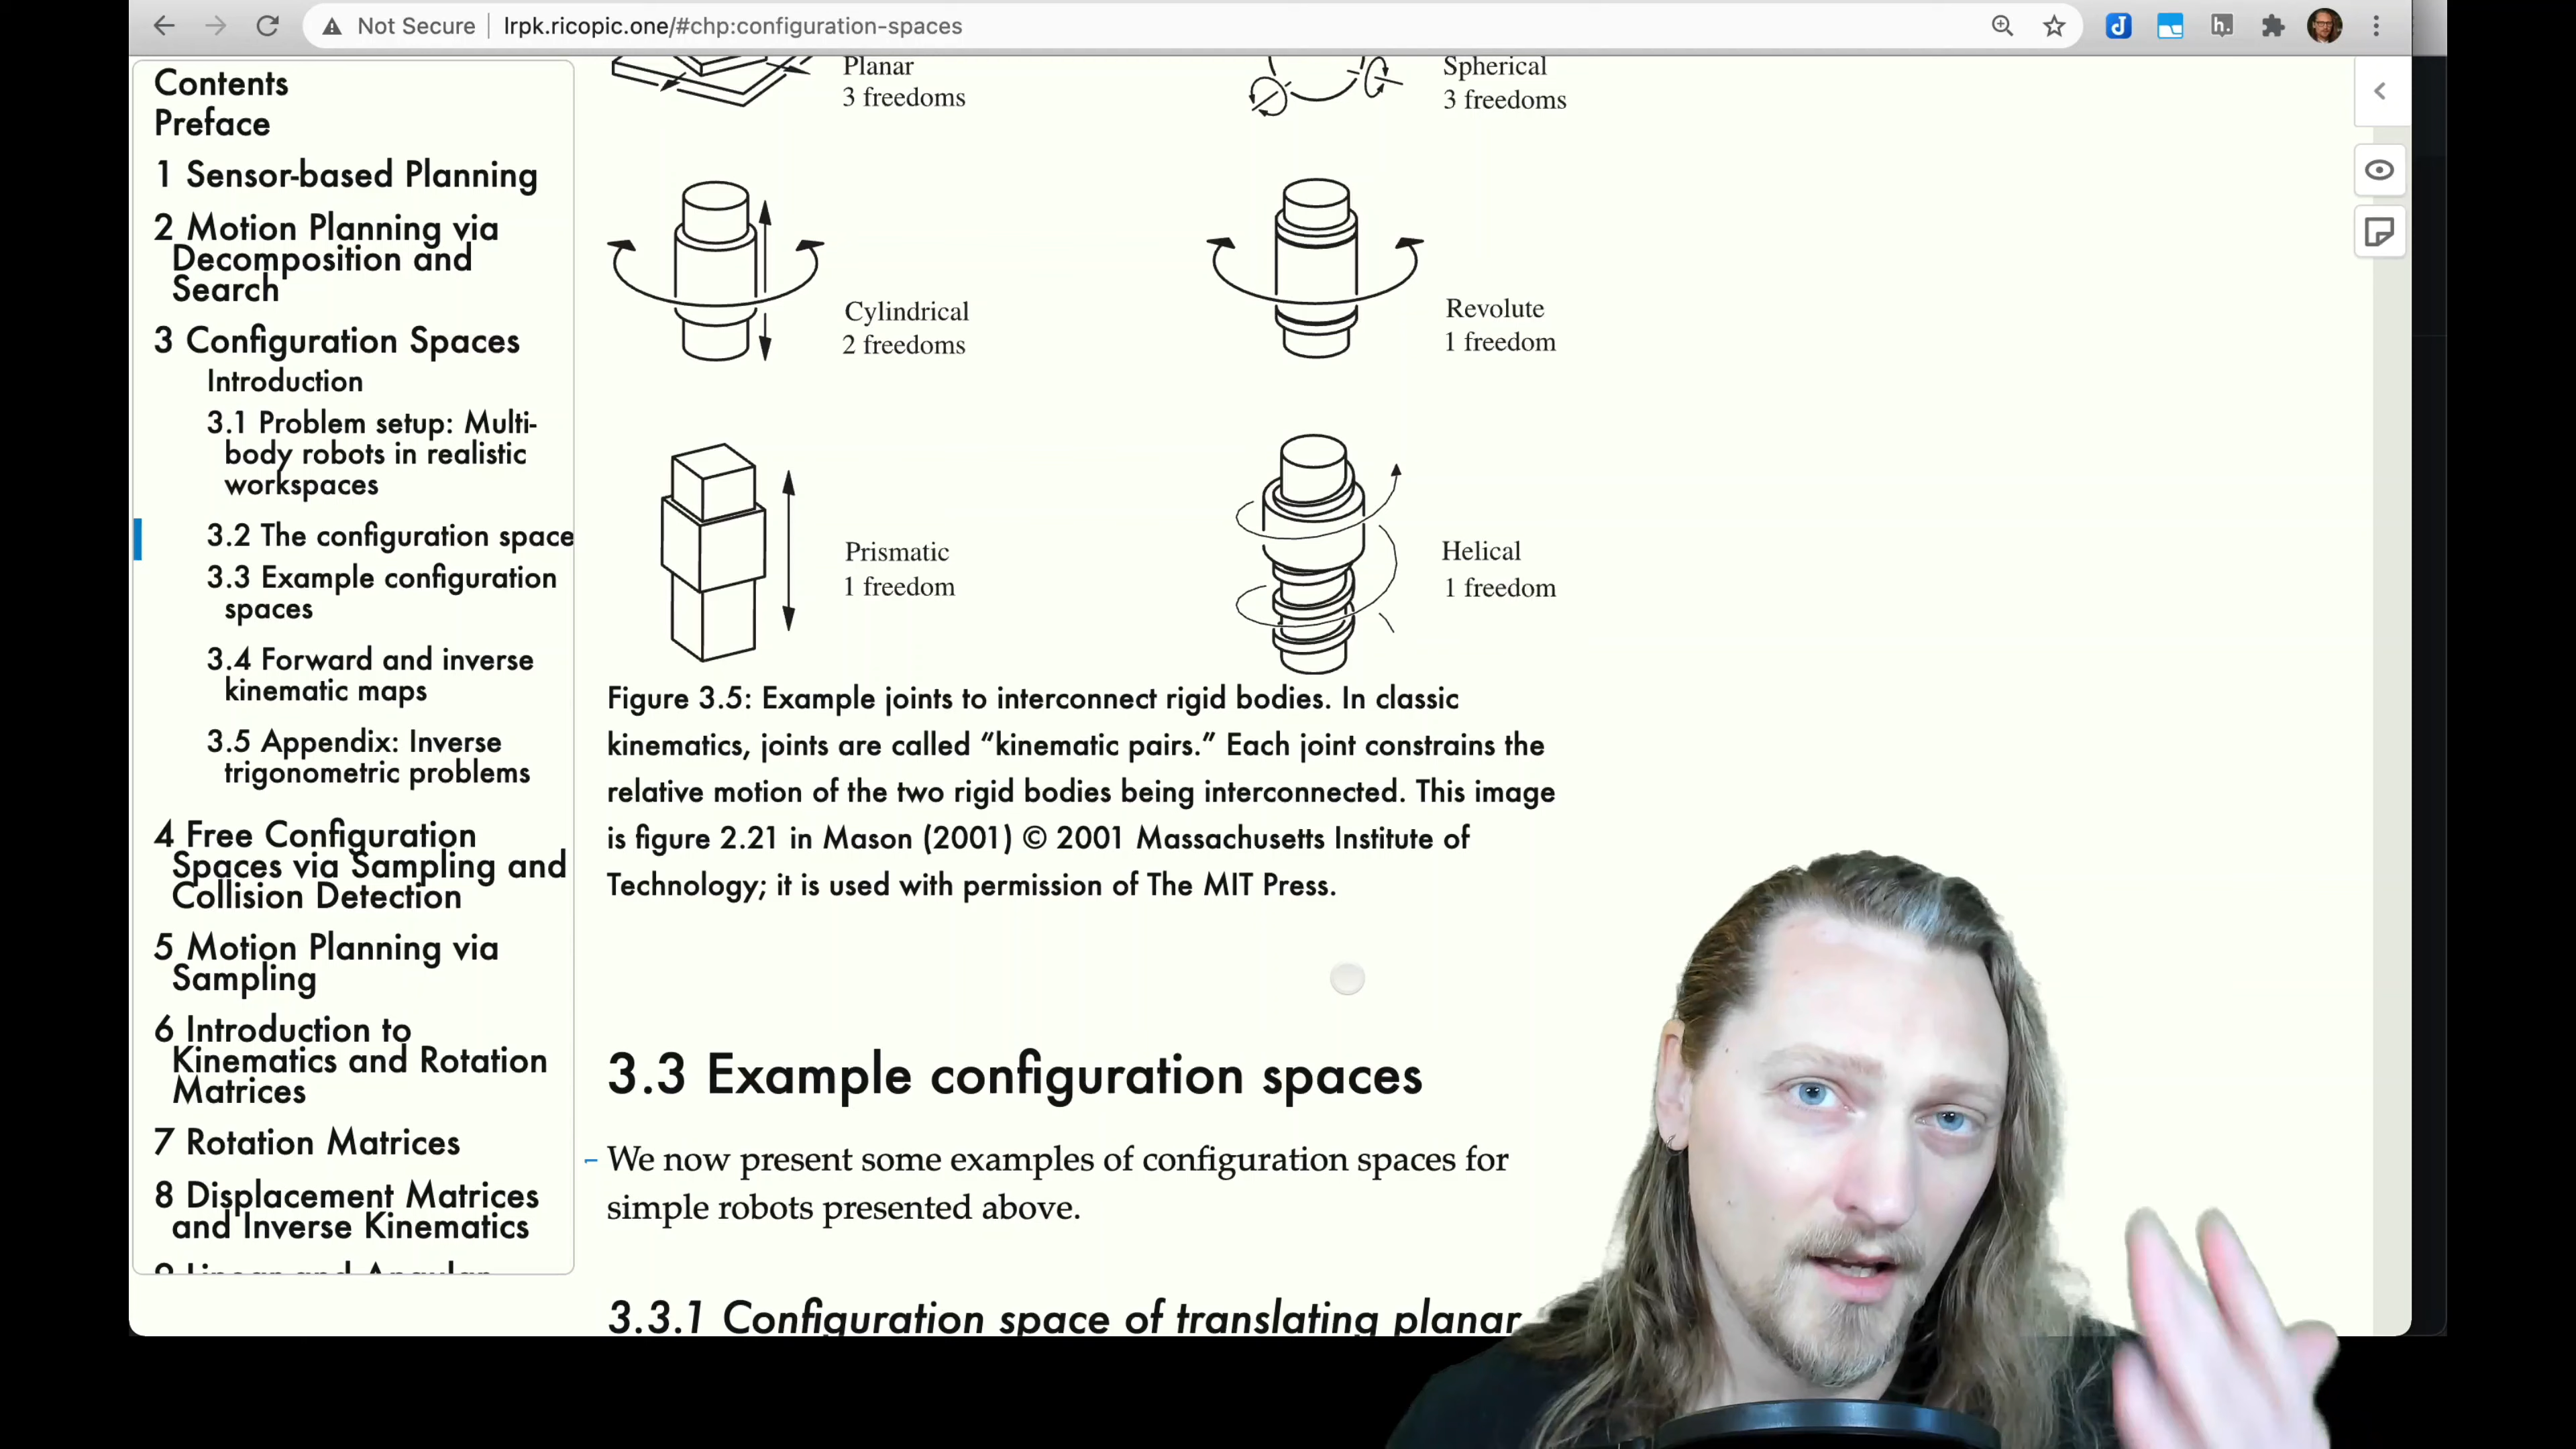 Not Secure
lrpk.ricopic.one/#chp:configuration-spaces
Contents
Preface
1 Sensor-based Planning
2 Motion Planning via
Decomposition and
Search
3 Configuration Spaces
Introduction
3.1 Problem setup: Multi-
body robots in realistic
workspaces
3.2 The configuration space
3.3 Example configuration
spaces
3.4 Forward and inverse
kinematic maps
3.5 Appendix: Inverse
trigonometric problems
4 Free Configuration
Spaces via Sampling and
Collision Detection
5 Motion Planning via
Sampling
6 Introduction to
Kinematics and Rotation
Matrices
7 Rotation Matrices
8 Displacement Matrices
and Inverse Kinematics
Planar
3 freedoms
Spherical
3 freedoms
Cylindrical
2 freedoms
Revolute
1 freedom
Prismatic
1 freedom
Helical
1 freedom
Figure 3.5: Example joints to interconnect rigid bodies. In classic
kinematics, joints are called “kinematic pairs.” Each joint constrains the
relative motion of the two rigid bodies being interconnected. This image
is figure 2.21 in Mason (2001) © 2001 Massachusetts Institute of
Technology; it is used with permission of The MIT Press.
3.3 Example configuration spaces
We now present some examples of configuration spaces for
simple robots presented above.
3.3.1 Configuration space of translating planar